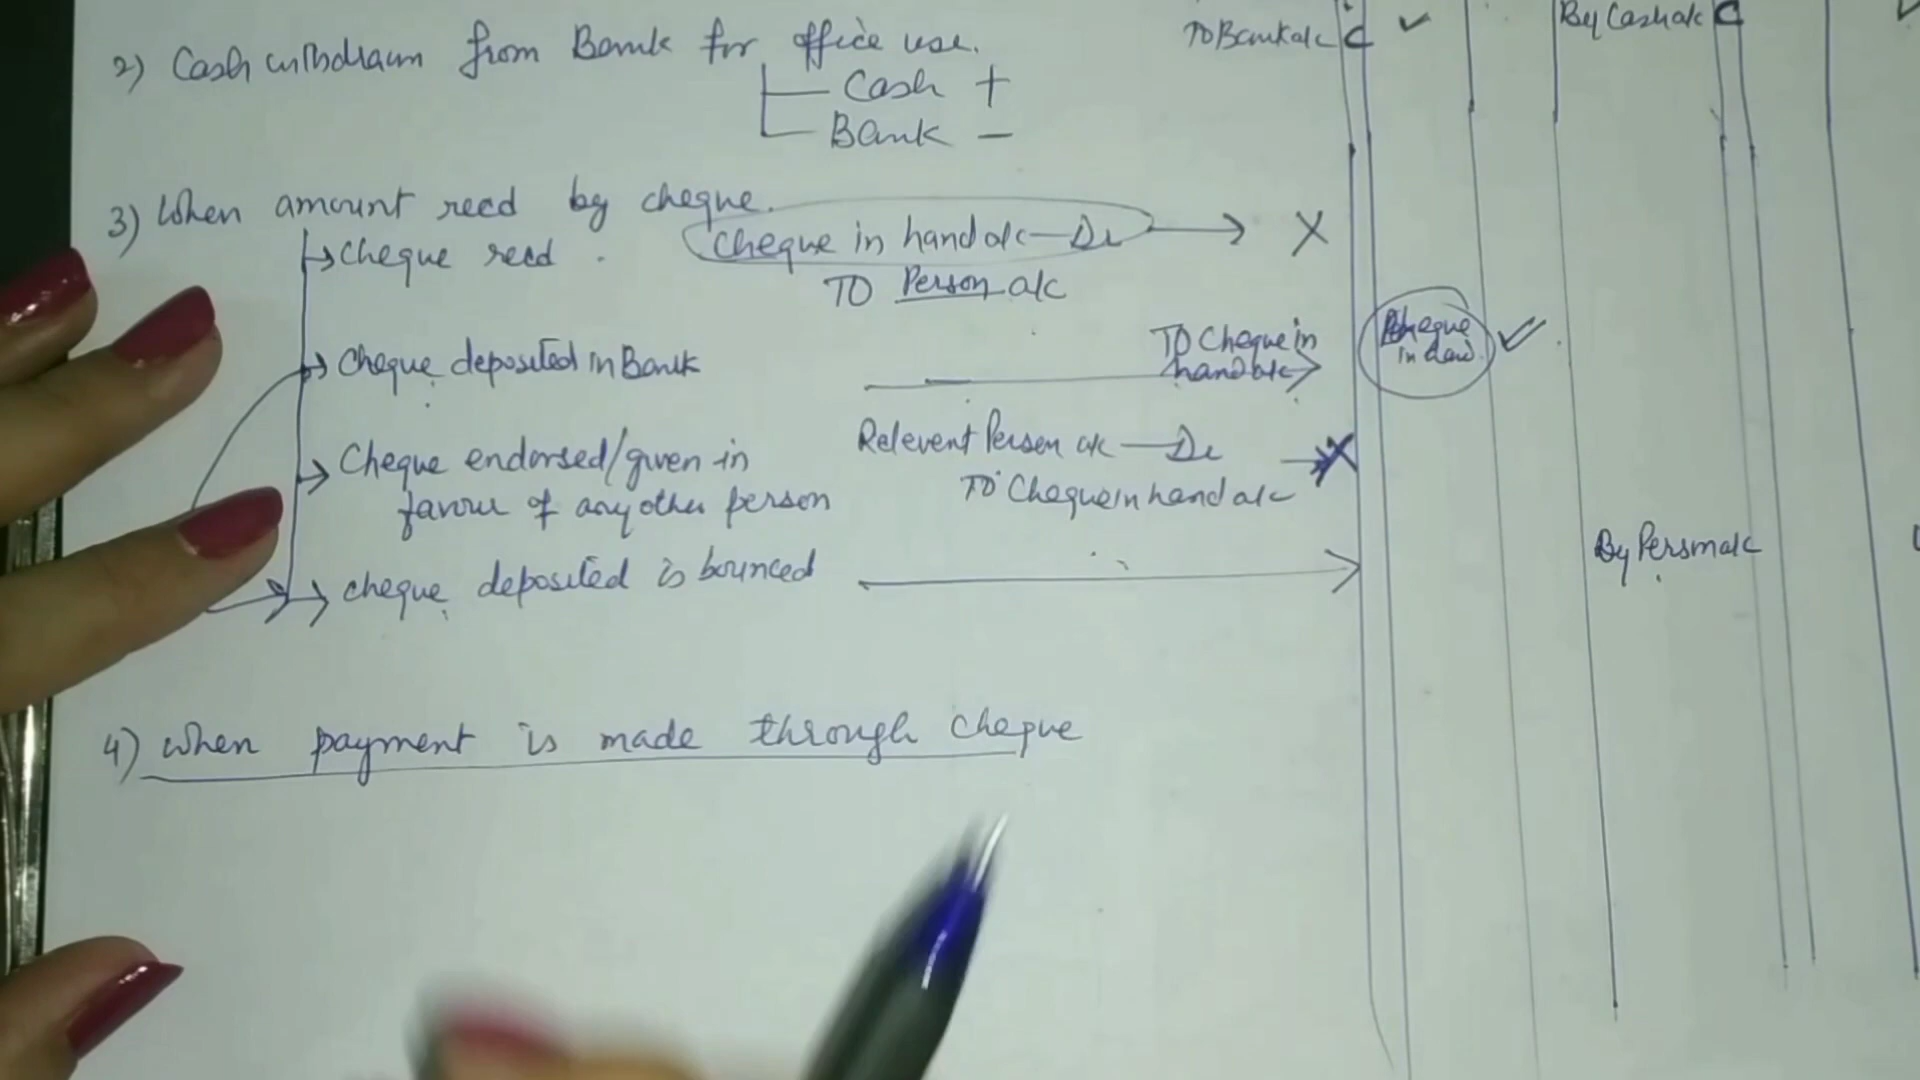 2) Cash withdrawn from Bank for office use.
Cash +
Bank –
To Bank a/c C ✓
By Cash a/c C
3) When amount recd by cheque.
→ cheque recd .
Cheque in hand a/c — Dr → X
TO Person a/c
→ Cheque deposited in Bank
TO Cheque in
hand a/c
✓
→ Cheque endorsed/given in
favour of any other person
Relevent Person a/c — Dr
TO Cheque in hand a/c
→ X
→ cheque deposited is bounced
By Person a/c
4) when payment is made through cheque